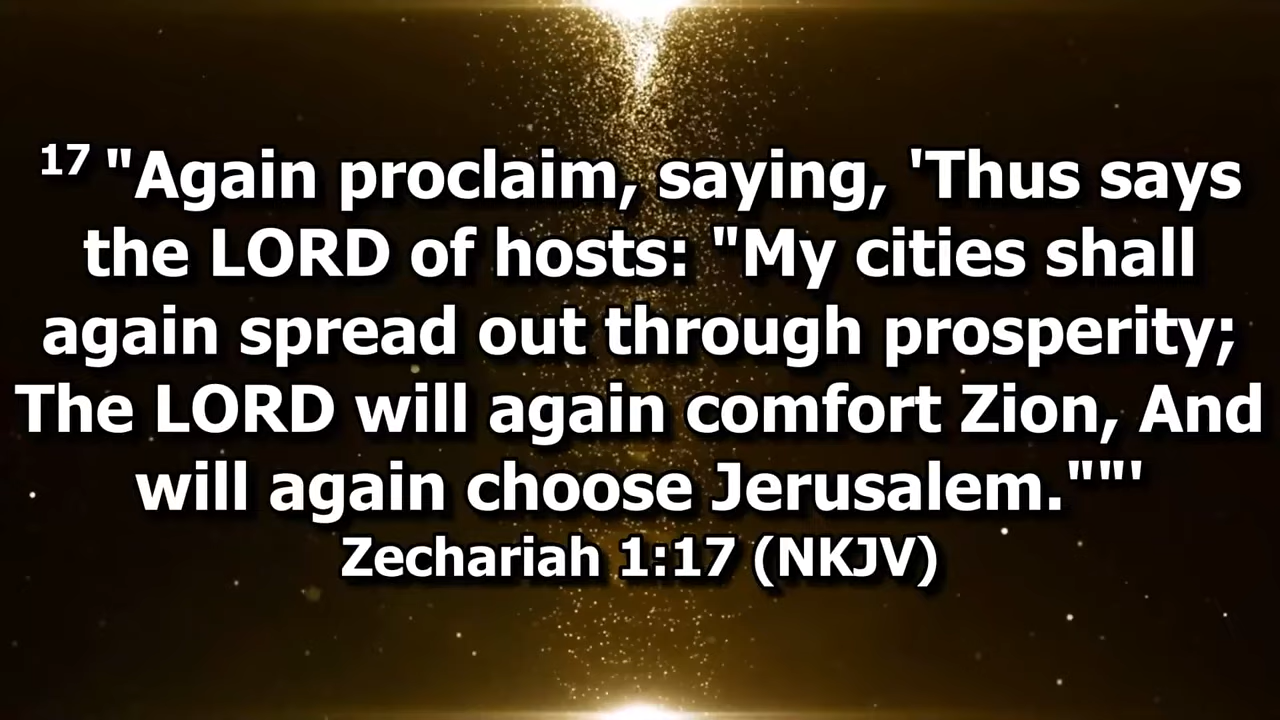 17 "Again proclaim, saying, 'Thus says
the LORD of hosts: "My cities shall
again spread out through prosperity;
The LORD will again comfort Zion, And
will again choose Jerusalem.""'
Zechariah 1:17 (NKJV)